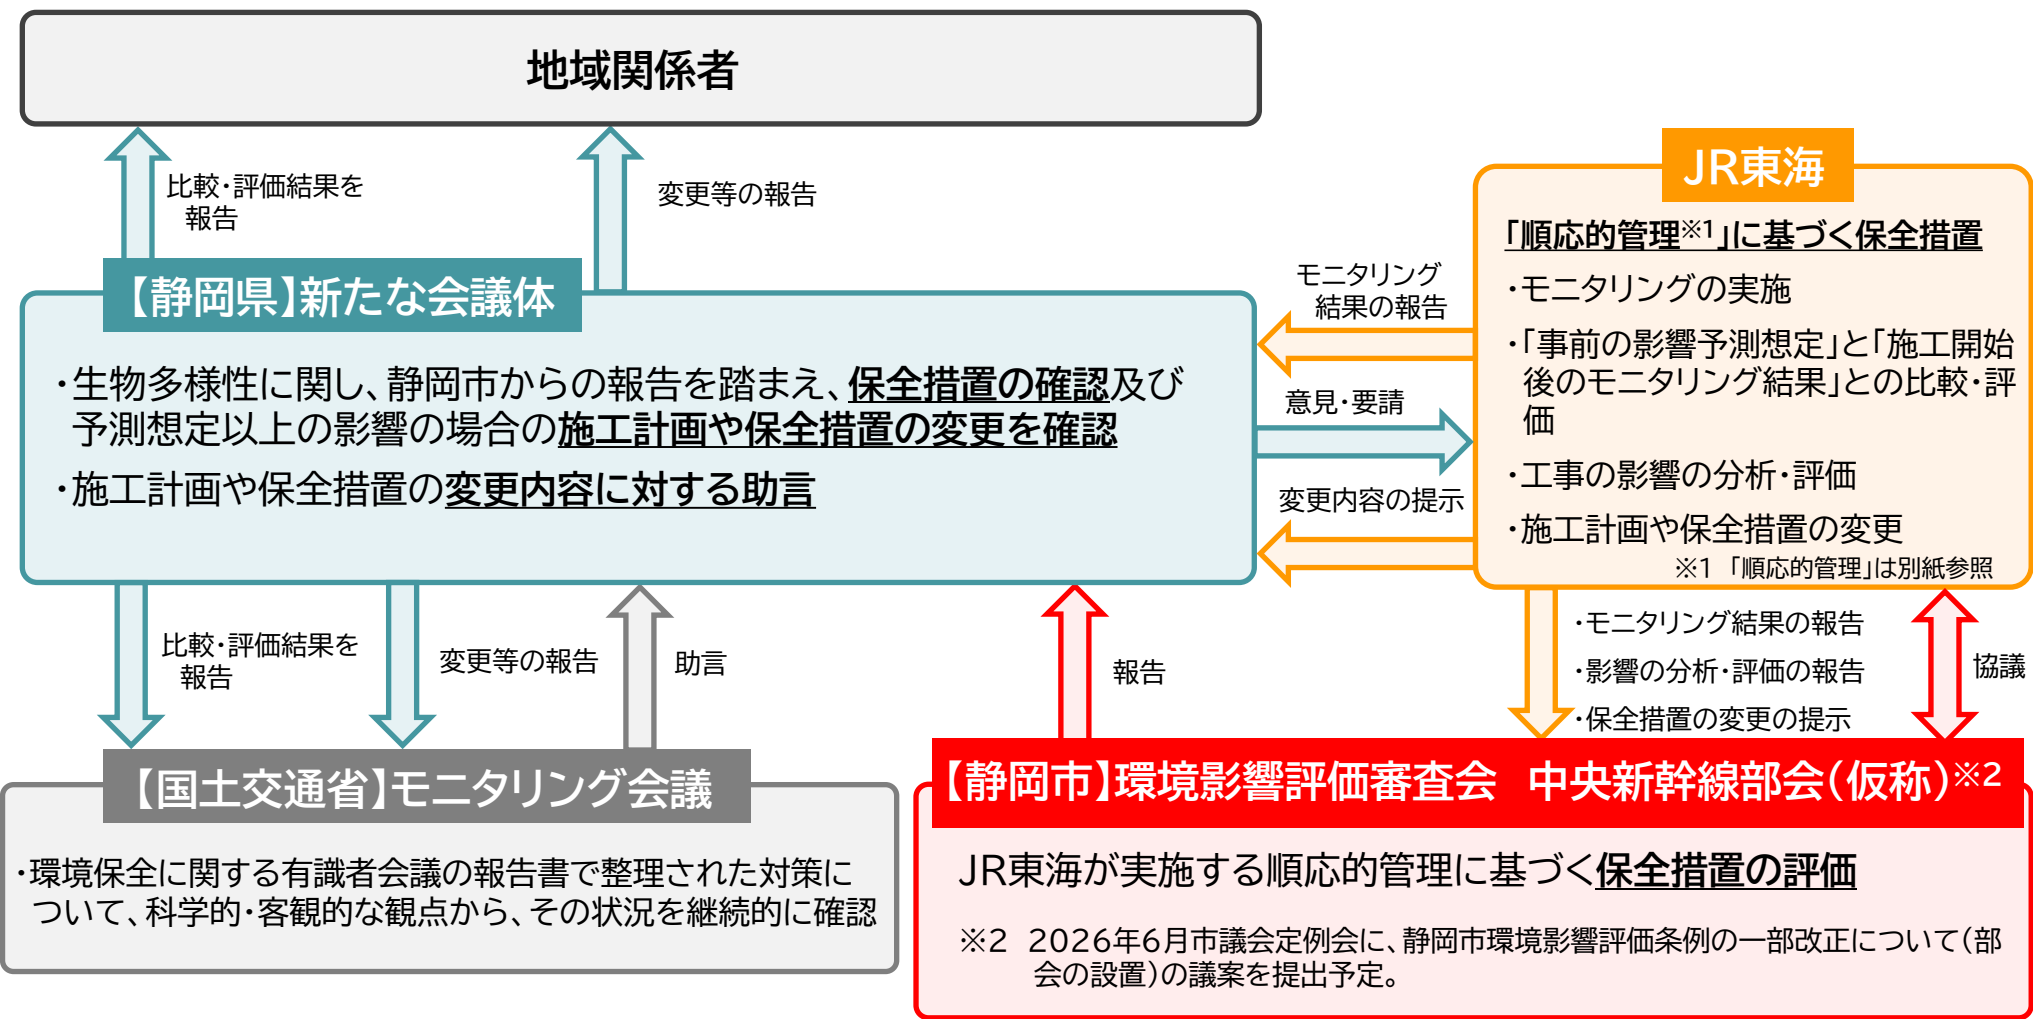 地域関係者
比較・評価結果を
報告
変更等の報告
【静岡県】新たな会議体
・生物多様性に関し、静岡市からの報告を踏まえ、保全措置の確認及び
予測想定以上の影響の場合の施工計画や保全措置の変更を確認
・施工計画や保全措置の変更内容に対する助言
モニタリング
結果の報告
意見・要請
変更内容の提示
JR東海
「順応的管理※1」に基づく保全措置
・モニタリングの実施
・「事前の影響予測想定」と「施工開始
後のモニタリング結果」との比較・評
価
・工事の影響の分析・評価
・施工計画や保全措置の変更
※1 「順応的管理」は別紙参照
比較・評価結果を
報告
変更等の報告
助言
報告
・モニタリング結果の報告
・影響の分析・評価の報告
・保全措置の変更の提示
協議
【国土交通省】モニタリング会議
・環境保全に関する有識者会議の報告書で整理された対策に
ついて、科学的・客観的な観点から、その状況を継続的に確認
【静岡市】環境影響評価審査会　中央新幹線部会（仮称）※2
JR東海が実施する順応的管理に基づく保全措置の評価
※2　2026年6月市議会定例会に、静岡市環境影響評価条例の一部改正について（部
会の設置）の議案を提出予定。